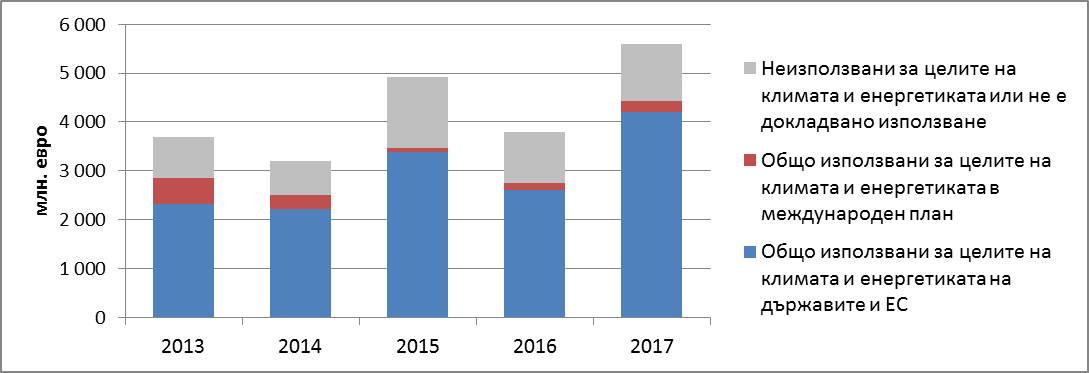 6 000
5 000
4 000
3 000
2 000
1 000
0
млн. евро
2013 2014 2015 2016 2017
Неизползвани за целите на
климата и енергетиката или не е
докладвано използване
Общо използвани за целите на
климата и енергетиката в
международен план
Общо използвани за целите на
климата и енергетиката на
държавите и ЕС